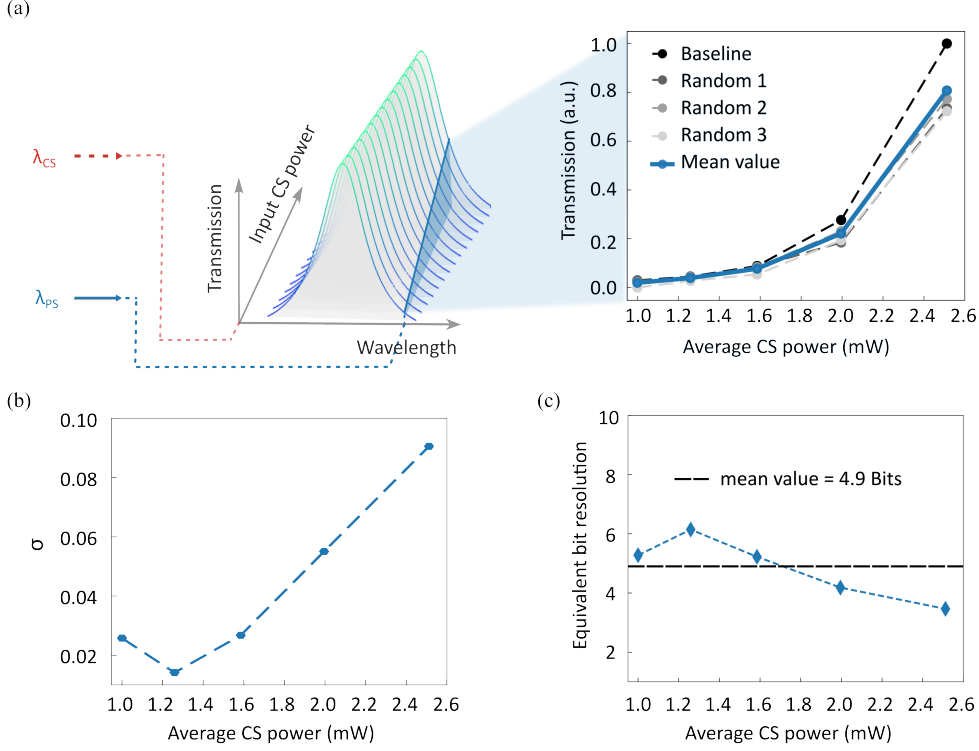 (a)
λCS
λPS
Transmission
Input CS power
Wavelength
Transmission (a.u.)
1.0
0.8
0.6
0.4
0.2
0.0
Baseline
Random 1
Random 2
Random 3
Mean value
1.0 1.2 1.4 1.6 1.8 2.0 2.2 2.4 2.6
Average CS power (mW)
(b)
σ
0.10
0.08
0.06
0.04
0.02
1.0 1.2 1.4 1.6 1.8 2.0 2.2 2.4 2.6
Average CS power (mW)
(c)
Equivalent bit resolution
10
8
6
4
2
mean value = 4.9 Bits
1.0 1.2 1.4 1.6 1.8 2.0 2.2 2.4 2.6
Average CS power (mW)